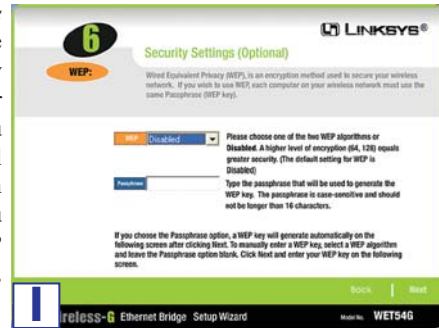 LINKSYS®
6
Security Settings (Optional)
WEP:
Wired Equivalent Privacy (WEP), is an encryption method used to secure your wireless
network. If you wish to use WEP, each computer on your wireless network must use the
same Passphrase (WEP key).
WEP Disabled
Please choose one of the two WEP algorithms or
Disabled. A higher level of encryption (64, 128) equals
greater security. (The default setting for WEP is
Disabled)
Passphrase
Type the passphrase that will be used to generate the
WEP key. The passphrase is case-sensitive and should
not be longer than 16 characters.
If you choose the Passphrase option, a WEP key will generate automatically on the
following screen after clicking Next. To manually enter a WEP key, select a WEP algorithm
and leave the Passphrase option blank. Click Next and enter your WEP key on the following
screen.
Back | Next
I
ireless-G Ethernet Bridge Setup Wizard
Model No. WET54G